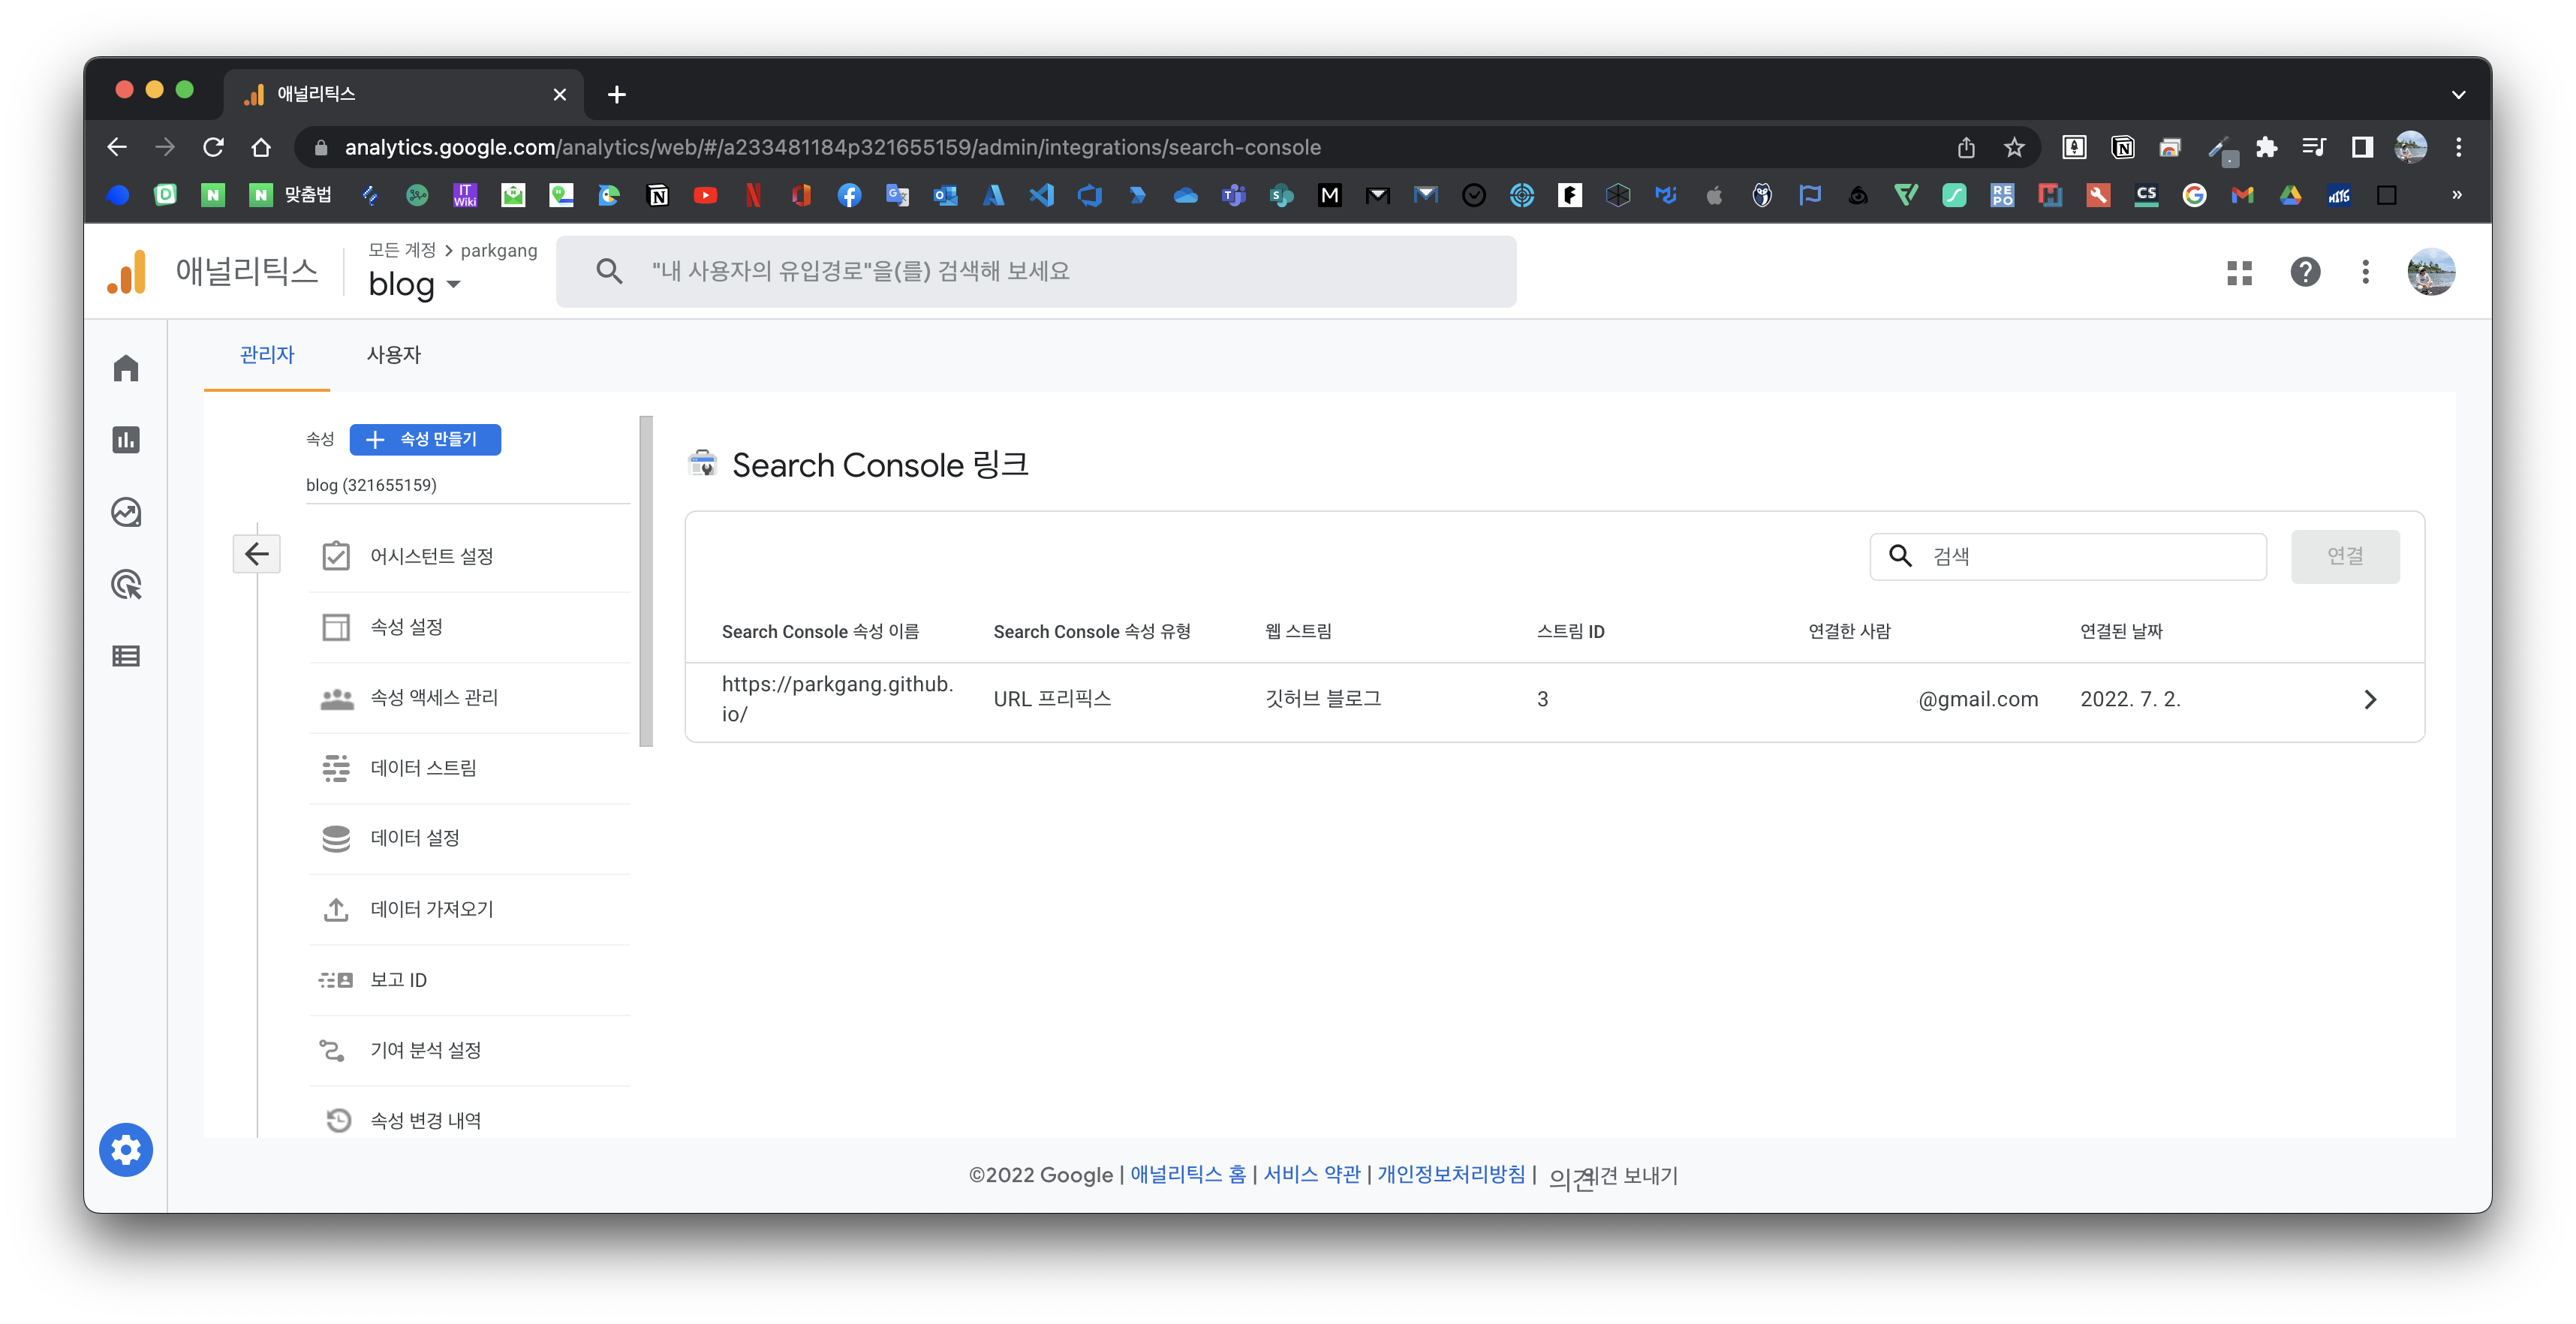 애널리틱스
analytics.google.com/analytics/web/#/a233481184p321655159/admin/integrations/search-console
맞춤법
IT
Wiki
RE
PO
CS
HITS
애널리틱스
모든 계정 > parkgang
blog
"내 사용자의 유입경로"을(를) 검색해 보세요
관리자
사용자
속성
속성 만들기
blog (321655159)
어시스턴트 설정
속성 설정
속성 액세스 관리
데이터 스트림
데이터 설정
데이터 가져오기
보고 ID
기여 분석 설정
속성 변경 내역
Search Console 링크
검색
연결
Search Console 속성 이름
Search Console 속성 유형
웹 스트림
스트림 ID
연결한 사람
연결된 날짜
https://parkgang.github.
io/
URL 프리픽스
깃허브 블로그
3
@gmail.com
2022. 7. 2.
©2022 Google | 애널리틱스 홈 | 서비스 약관 | 개인정보처리방침 | 의견 의견 보내기